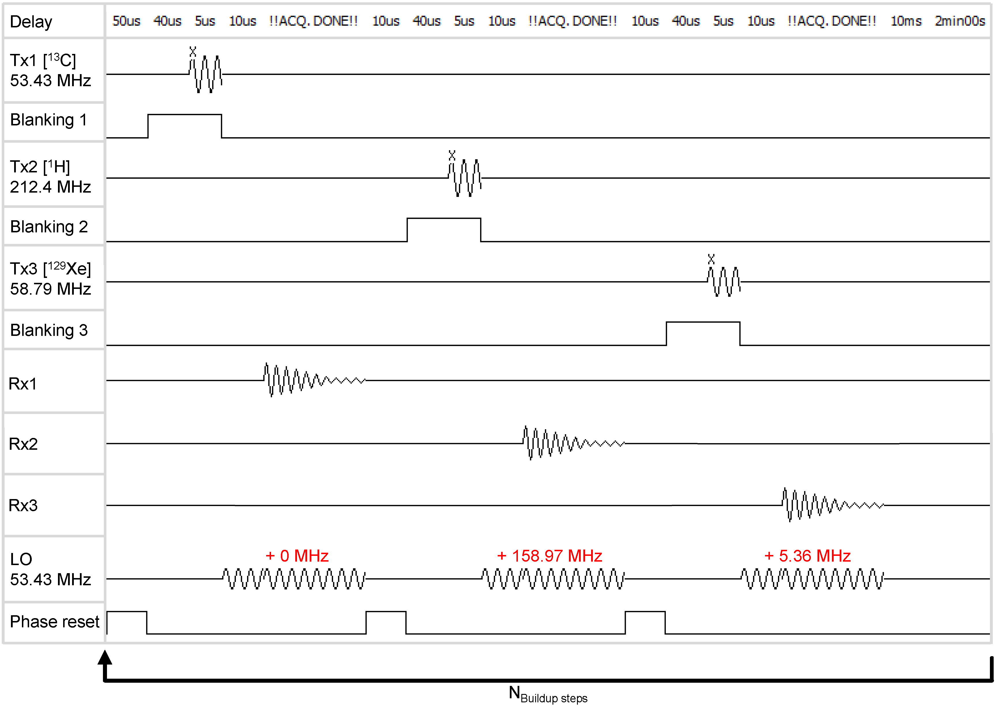 Delay 50us 40us 5us 10us !!ACQ. DONE!! 10us 40us 5us 10us !!ACQ. DONE!! 10us 40us 5us 10us !!ACQ. DONE!! 10ms 2min00s
X
Tx1 [¹³C]
53.43 MHz
Blanking 1
X
Tx2 [¹H]
212.4 MHz
Blanking 2
X
Tx3 [¹²⁹Xe]
58.79 MHz
Blanking 3
Rx1
Rx2
Rx3
+ 0 MHz + 158.97 MHz + 5.36 MHz
LO
53.43 MHz
Phase reset
N Buildup steps